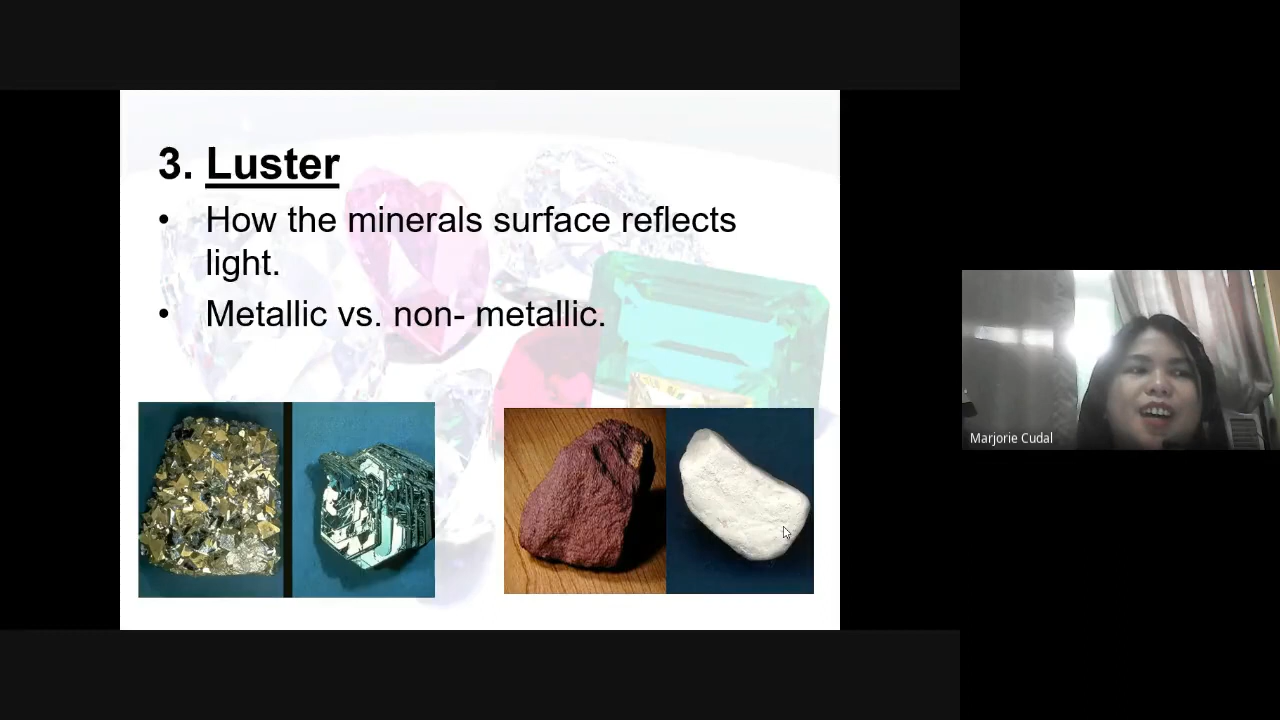 3. Luster
• How the minerals surface reflects
light.
• Metallic vs. non- metallic.
Marjorie Cudal